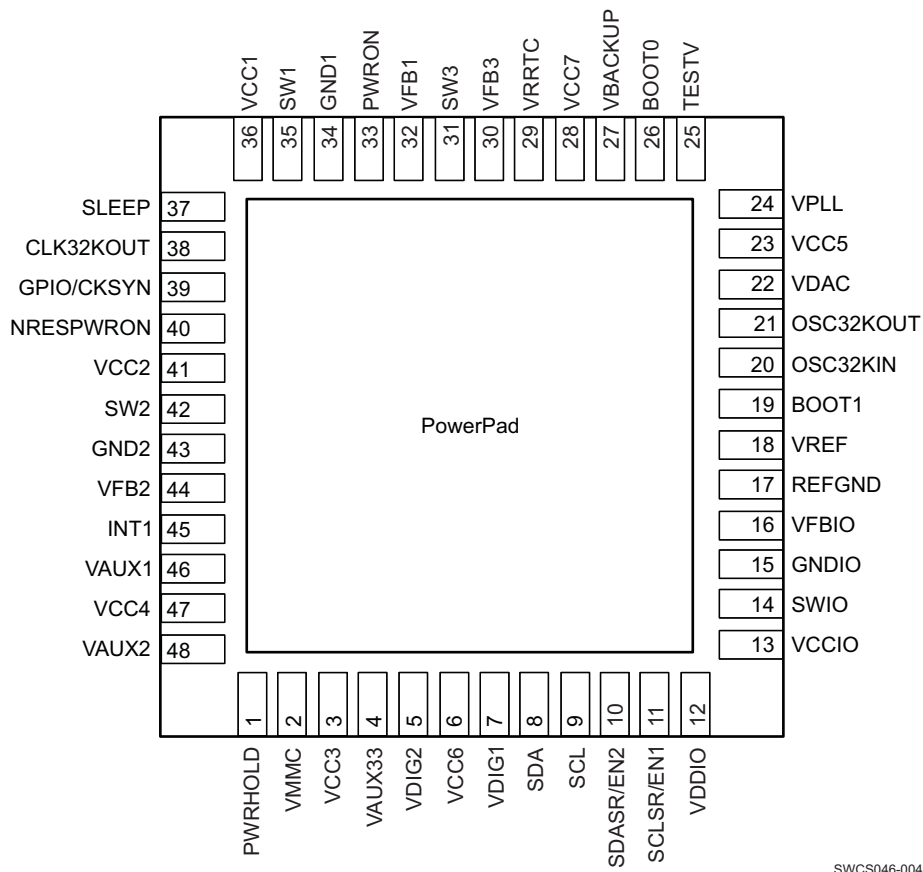 VCC1
SW1
GND1
PWRON
VFB1
SW3
VFB3
VRRTC
VCC7
VBACKUP
BOOT0
TESTV
36
35
34
33
32
31
30
29
28
27
26
25
SLEEP 37
CLK32KOUT 38
GPIO/CKSYN 39
NRESPWRON 40
VCC2 41
SW2 42
GND2 43
VFB2 44
INT1 45
VAUX1 46
VCC4 47
VAUX2 48
PowerPad
24 VPLL
23 VCC5
22 VDAC
21 OSC32KOUT
20 OSC32KIN
19 BOOT1
18 VREF
17 REFGND
16 VFBIO
15 GNDIO
14 SWIO
13 VCCIO
1
2
3
4
5
6
7
8
9
10
11
12
PWRHOLD
VMMC
VCC3
VAUX33
VDIG2
VCC6
VDIG1
SDA
SCL
SDASR/EN2
SCLSR/EN1
VDDIO
SWCS046-004